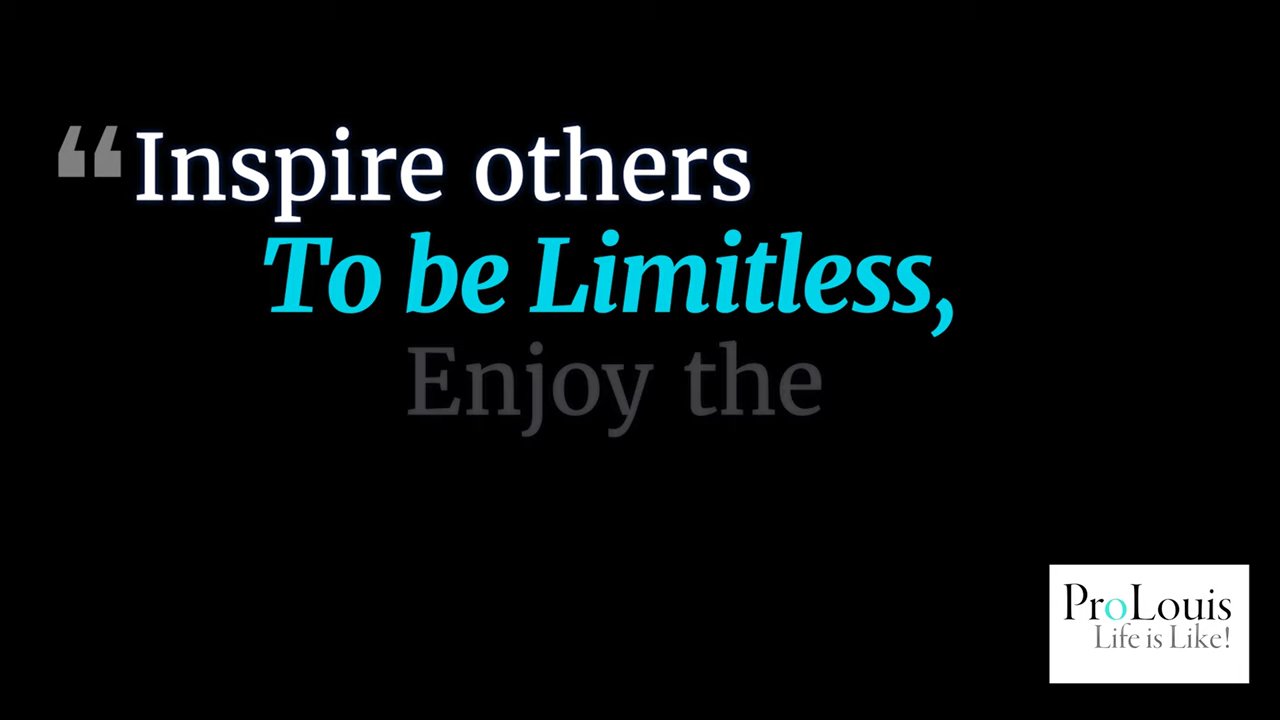 “Inspire others
To be Limitless,
Enjoy the
ProLouis
Life is Like!